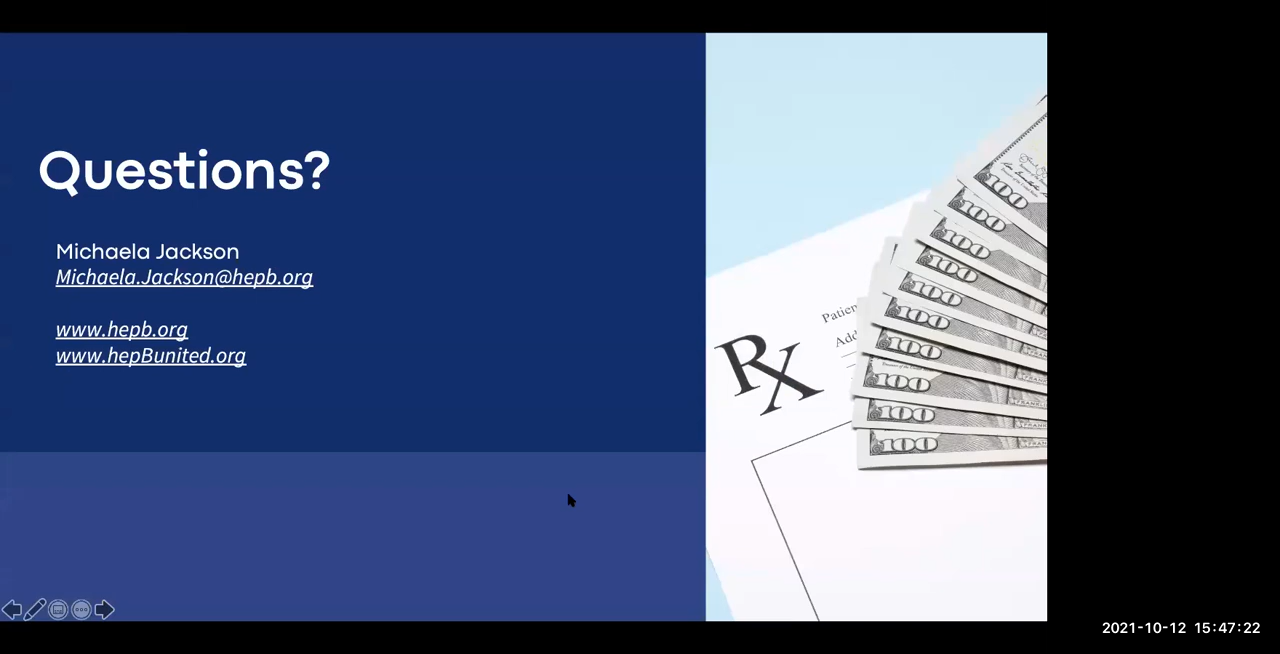 Questions?
Michaela Jackson
Michaela.Jackson@hepb.org
www.hepb.org
www.hepBunited.org
Rx
100
100
100
100
100
100
100
100
100
100
2021-10-12 15:47:22